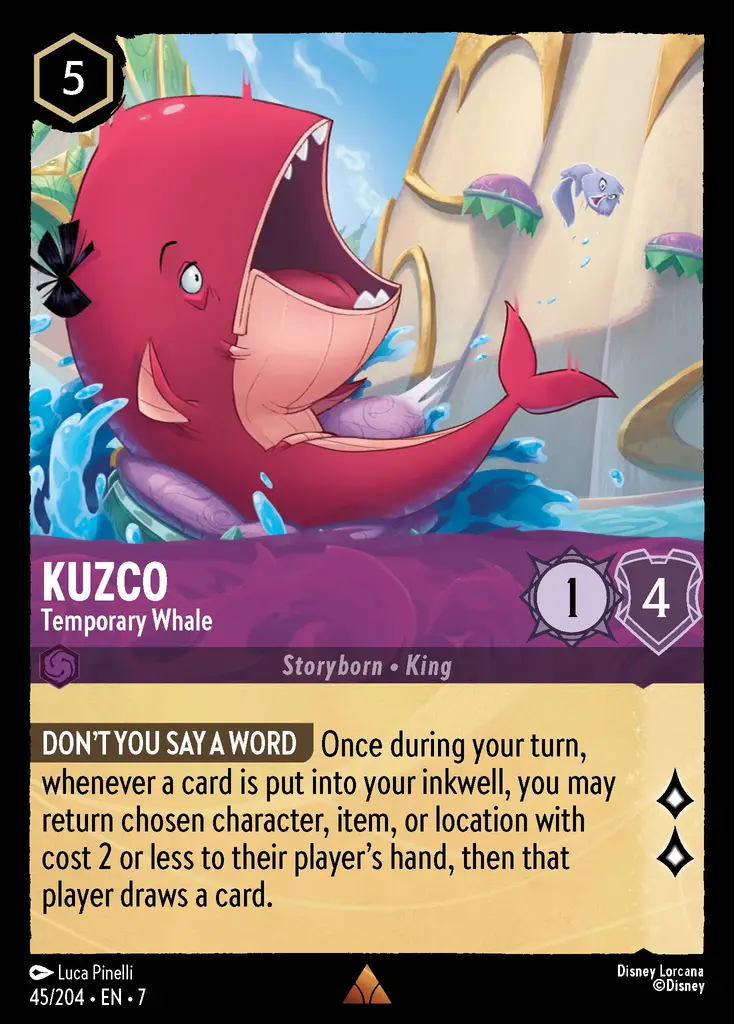 5
KUZCO
Temporary Whale
1
4
Storyborn • King
DON'T YOU SAY A WORD Once during your turn,
whenever a card is put into your inkwell, you may
return chosen character, item, or location with
cost 2 or less to their player's hand, then that
player draws a card.
Luca Pinelli
45/204 • EN • 7
Disney Lorcana
©Disney